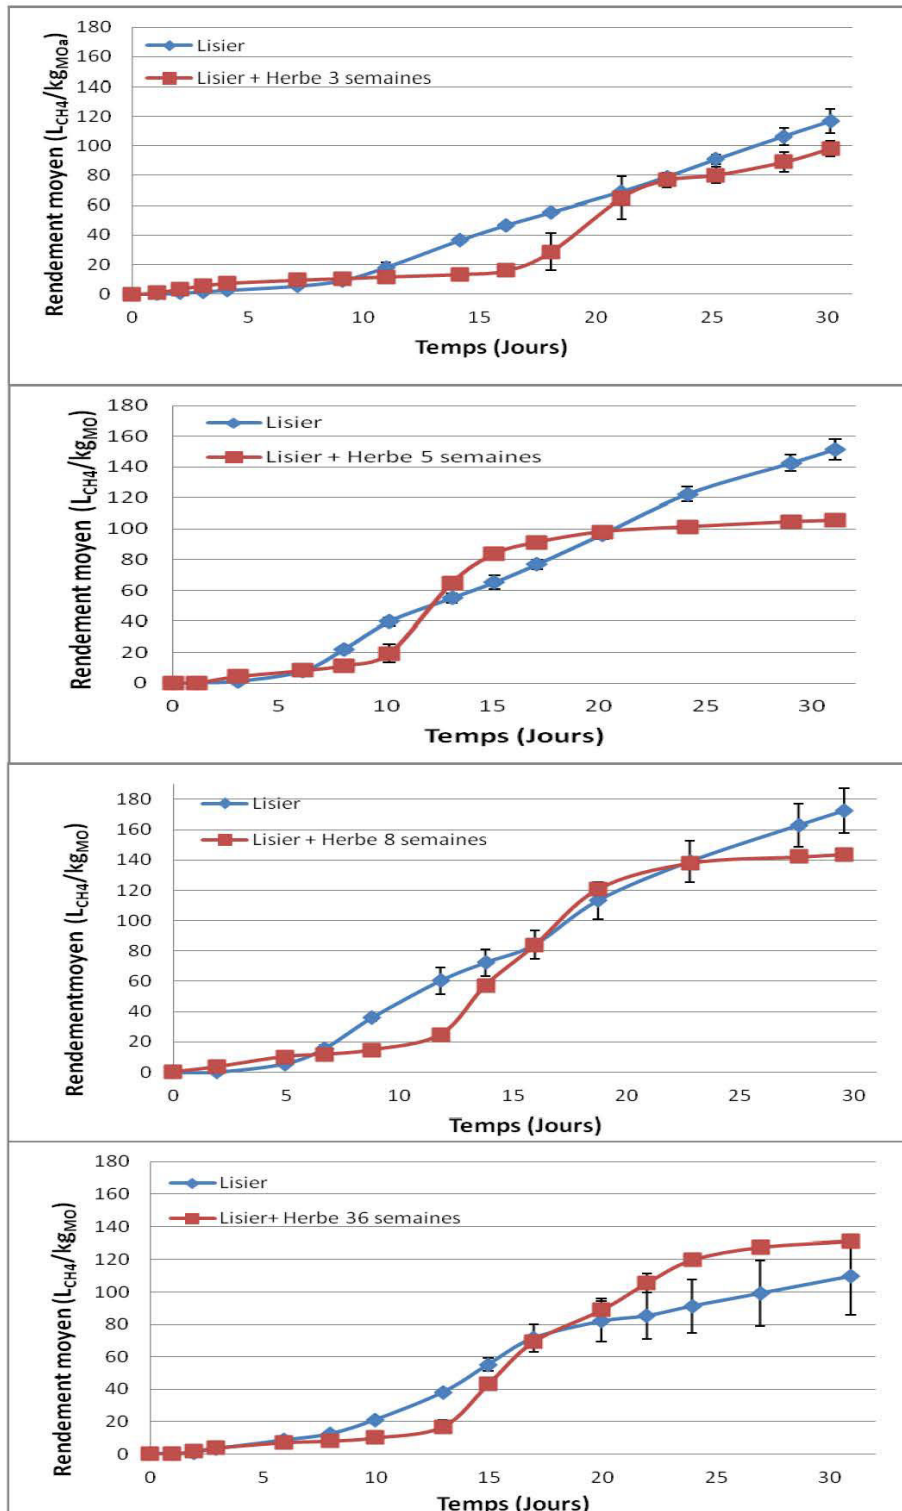 Rendement moyen (LCH4/kgMOa)
180
160
140
120
100
80
60
40
20
0
Lisier
Lisier + Herbe 3 semaines
0 5 10 15 20 25 30
Temps (Jours)
Rendement moyen (LCH4/kgMO)
180
160
140
120
100
80
60
40
20
0
Lisier
Lisier + Herbe 5 semaines
0 5 10 15 20 25 30
Temps (Jours)
Rendementmoyen (LCH4/kgMO)
180
160
140
120
100
80
60
40
20
0
Lisier
Lisier + Herbe 8 semaines
0 5 10 15 20 25 30
Temps (Jours)
Rendement moyen (LCH4/kgMO)
180
160
140
120
100
80
60
40
20
0
Lisier
Lisier+ Herbe 36 semaines
0 5 10 15 20 25 30
Temps (Jours)